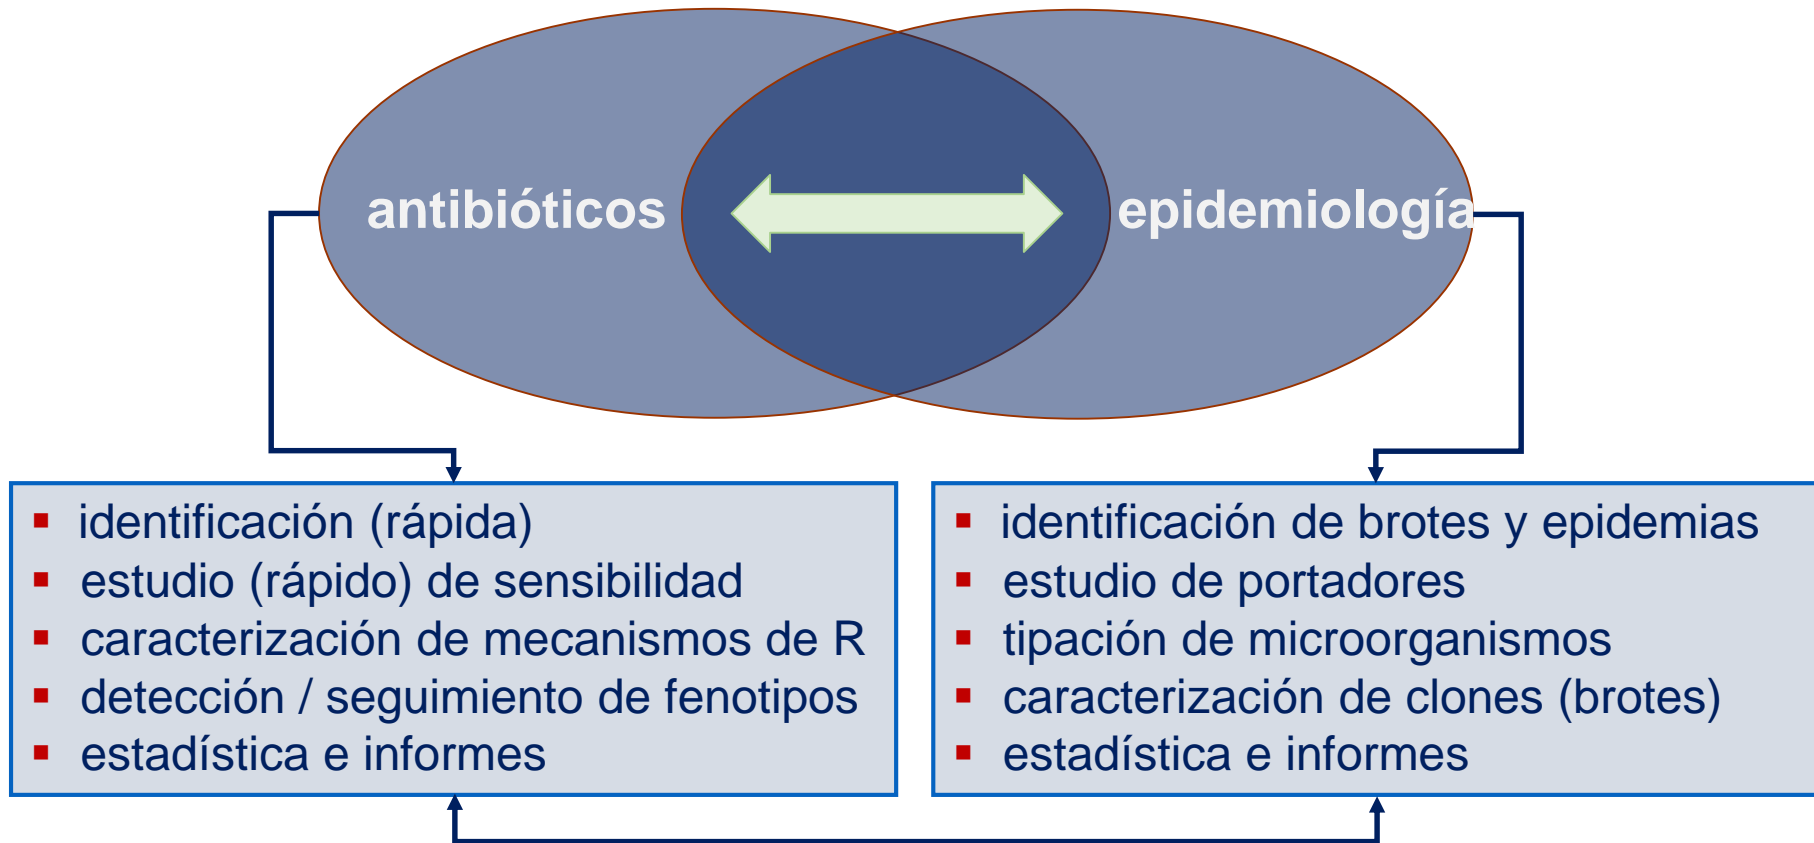 antibióticos
epidemiología
▪ identificación (rápida)
▪ estudio (rápido) de sensibilidad
▪ caracterización de mecanismos de R
▪ detección / seguimiento de fenotipos
▪ estadística e informes
▪ identificación de brotes y epidemias
▪ estudio de portadores
▪ tipación de microorganismos
▪ caracterización de clones (brotes)
▪ estadística e informes